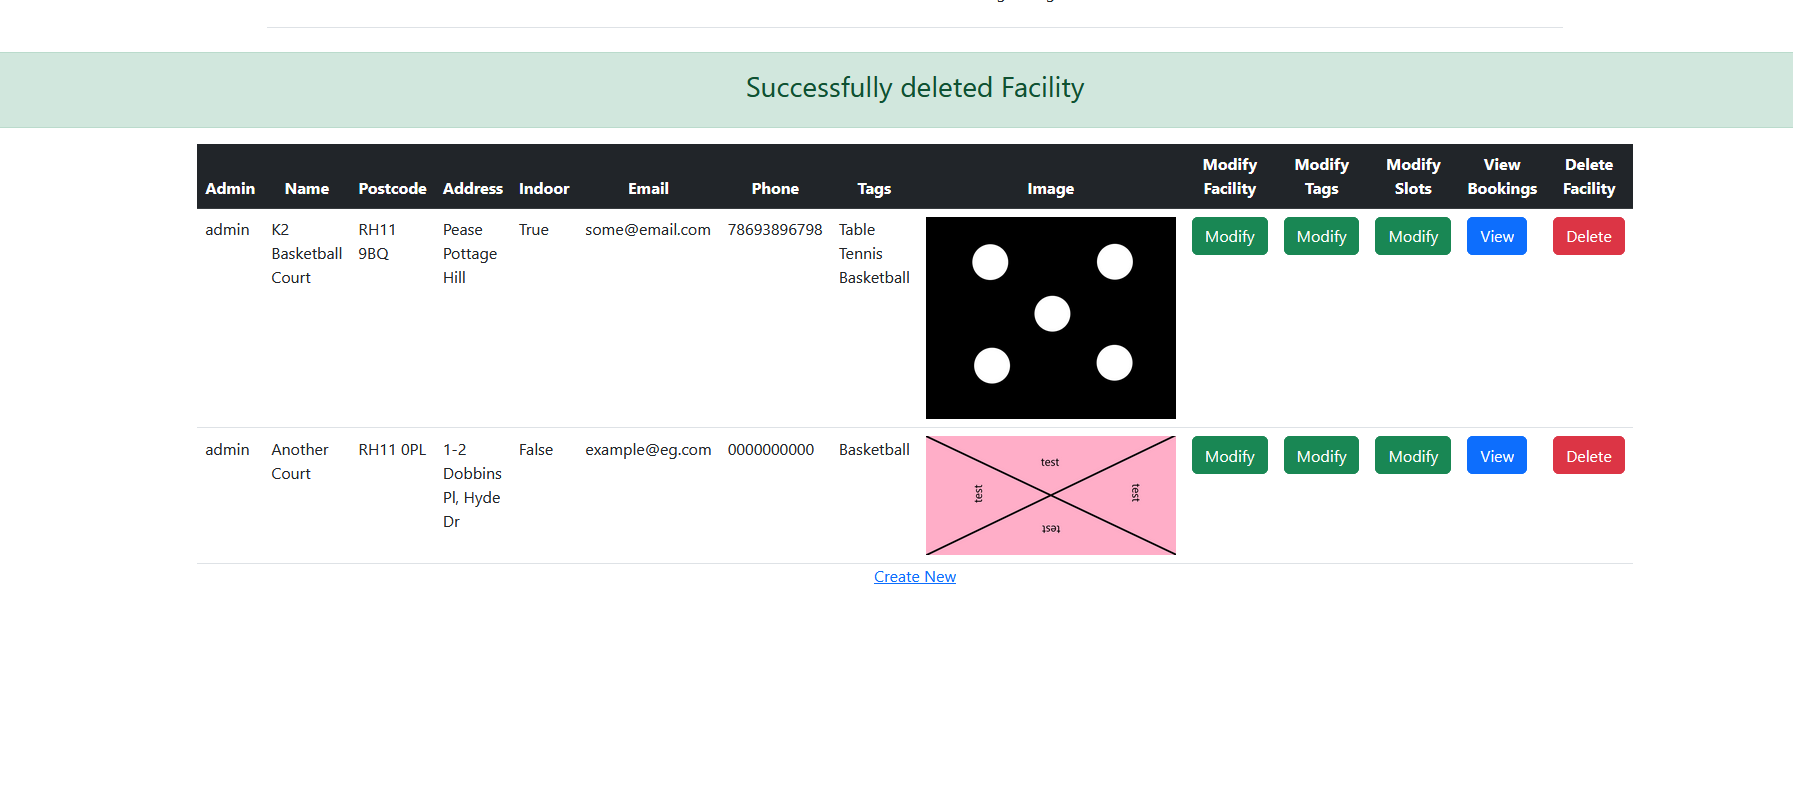 Successfully deleted Facility
Admin Name Postcode Address Indoor Email Phone Tags Image Modify Facility Modify Tags Modify Slots View Bookings Delete Facility
admin K2 Basketball Court RH11 9BQ Pease Pottage Hill True some@email.com 78693896798 Table Tennis Basketball Modify Modify Modify View Delete
admin Another Court RH11 0PL 1-2 Dobbins Pl, Hyde Dr False example@eg.com 0000000000 Basketball Modify Modify Modify View Delete
test
test
test
test
Create New